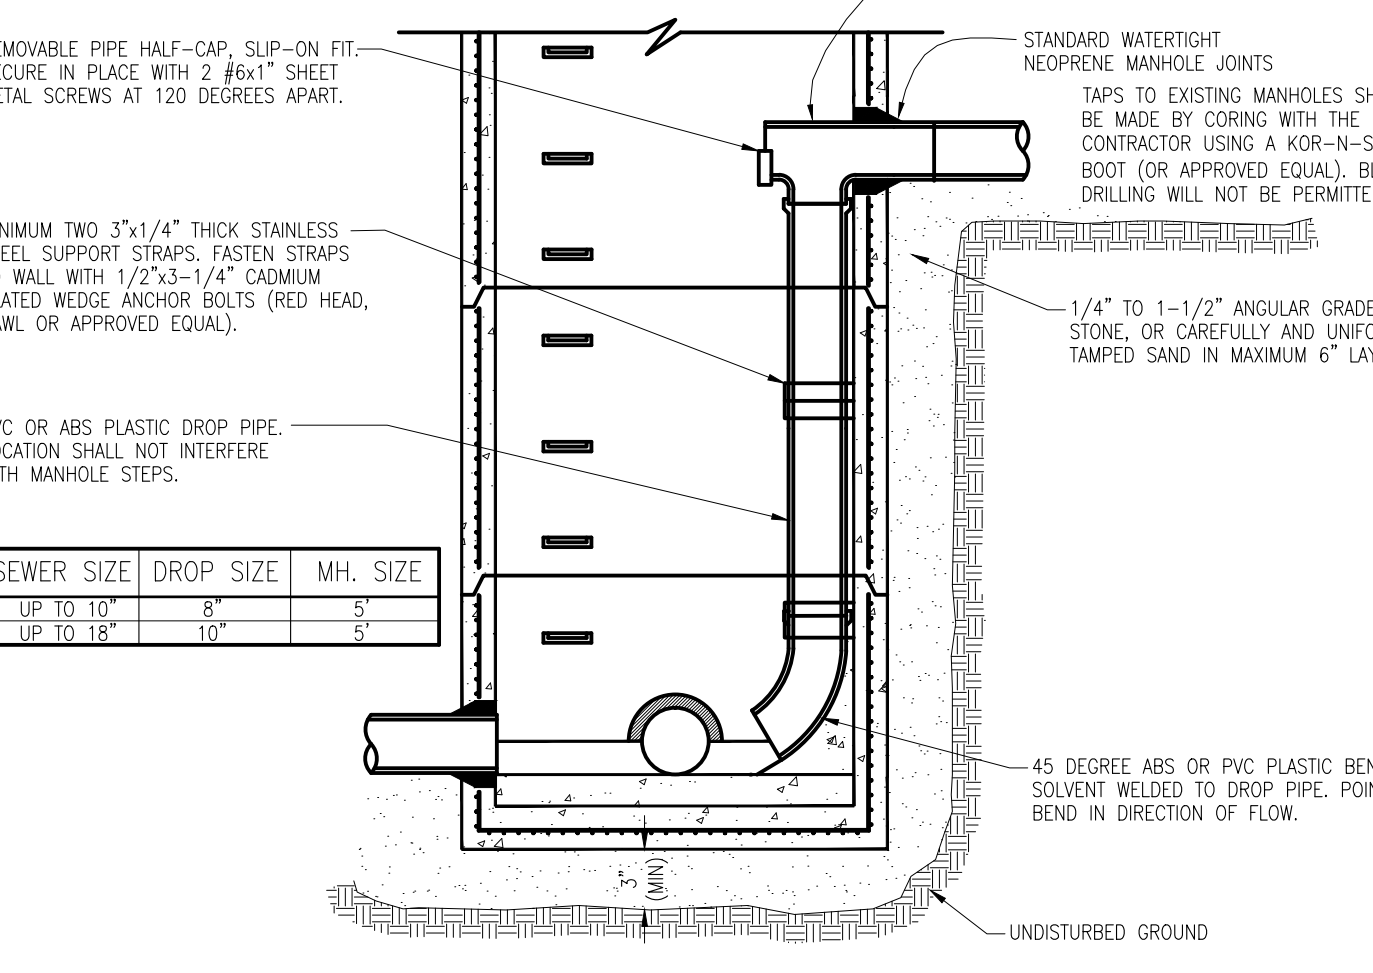 EMOVABLE PIPE HALF-CAP, SLIP-ON FIT.
ECURE IN PLACE WITH 2 #6x1" SHEET
ETAL SCREWS AT 120 DEGREES APART.
STANDARD WATERTIGHT
NEOPRENE MANHOLE JOINTS
TAPS TO EXISTING MANHOLES SH
BE MADE BY CORING WITH THE
CONTRACTOR USING A KOR-N-S
BOOT (OR APPROVED EQUAL). BL
DRILLING WILL NOT BE PERMITTE
NIMUM TWO 3"x1/4" THICK STAINLESS
EEL SUPPORT STRAPS. FASTEN STRAPS
WALL WITH 1/2"x3-1/4" CADMIUM
ATED WEDGE ANCHOR BOLTS (RED HEAD,
AWL OR APPROVED EQUAL).
1/4" TO 1-1/2" ANGULAR GRADE
STONE, OR CAREFULLY AND UNIFO
TAMPED SAND IN MAXIMUM 6" LAY
VC OR ABS PLASTIC DROP PIPE.
OCATION SHALL NOT INTERFERE
TH MANHOLE STEPS.
SEWER SIZE DROP SIZE MH. SIZE
UP TO 10" 8" 5'
UP TO 18" 10" 5'
45 DEGREE ABS OR PVC PLASTIC BEN
SOLVENT WELDED TO DROP PIPE. POIN
BEND IN DIRECTION OF FLOW.
3"
(MIN)
UNDISTURBED GROUND